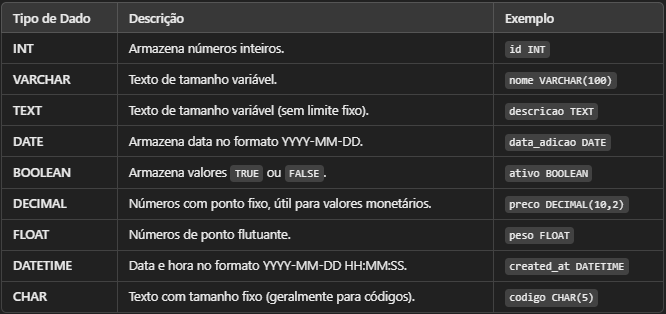 Tipo de Dado Descrição Exemplo
INT Armazena números inteiros. id INT
VARCHAR Texto de tamanho variável. nome VARCHAR(100)
TEXT Texto de tamanho variável (sem limite fixo). descricao TEXT
DATE Armazena data no formato YYYY-MM-DD. data_adicao DATE
BOOLEAN Armazena valores TRUE ou FALSE. ativo BOOLEAN
DECIMAL Números com ponto fixo, útil para valores monetários. preco DECIMAL(10,2)
FLOAT Números de ponto flutuante. peso FLOAT
DATETIME Data e hora no formato YYYY-MM-DD HH:MM:SS. created_at DATETIME
CHAR Texto com tamanho fixo (geralmente para códigos). codigo CHAR(5)